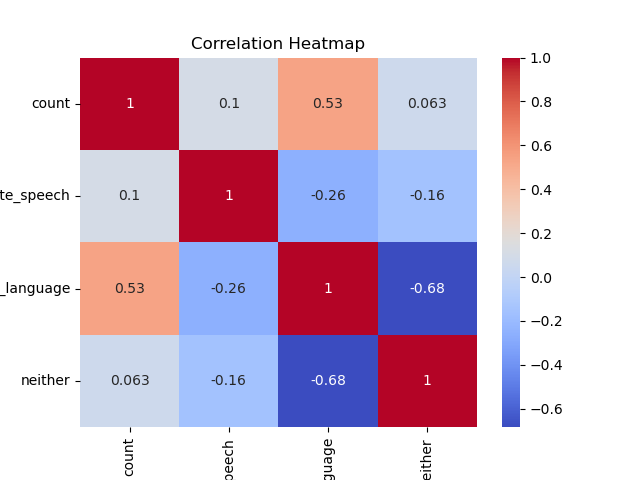 Correlation Heatmap
count 1 0.1 0.53 0.063
te_speech 0.1 1 -0.26 -0.16
_language 0.53 -0.26 1 -0.68
neither 0.063 -0.16 -0.68 1
count
peech
guage
either
1.0
0.8
0.6
0.4
0.2
0.0
−0.2
−0.4
−0.6